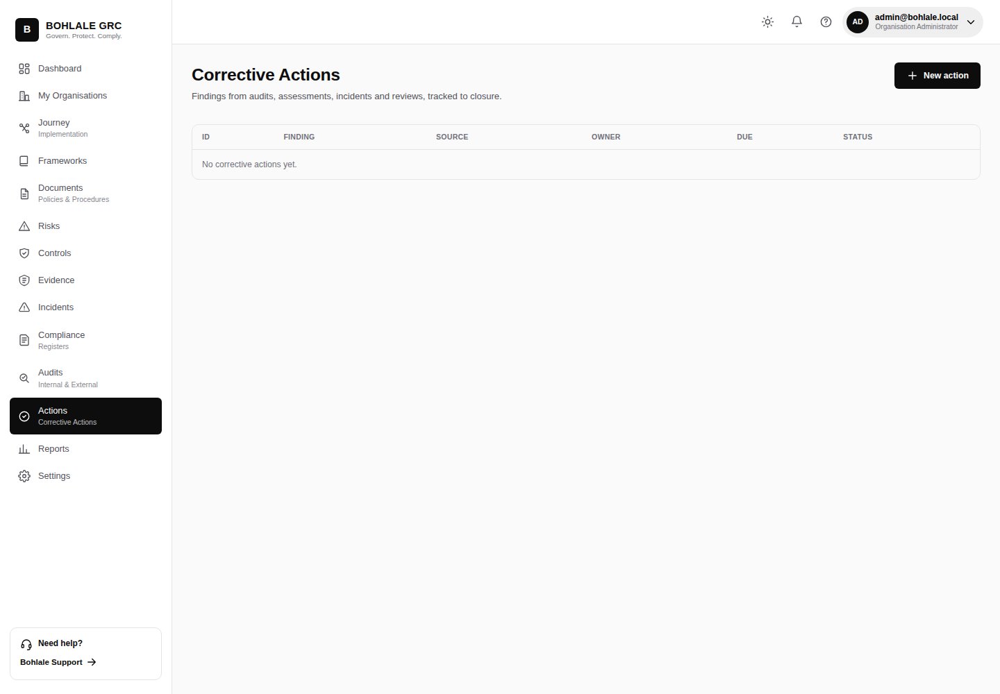 B
BOHLALE GRC
Govern. Protect. Comply.
Dashboard
My Organisations
Journey
Implementation
Frameworks
Documents
Policies & Procedures
Risks
Controls
Evidence
Incidents
Compliance
Registers
Audits
Internal & External
Actions
Corrective Actions
Reports
Settings
Need help?
Bohlale Support
AD
admin@bohlale.local
Organisation Administrator
Corrective Actions
Findings from audits, assessments, incidents and reviews, tracked to closure.
New action
ID FINDING SOURCE OWNER DUE STATUS
No corrective actions yet.